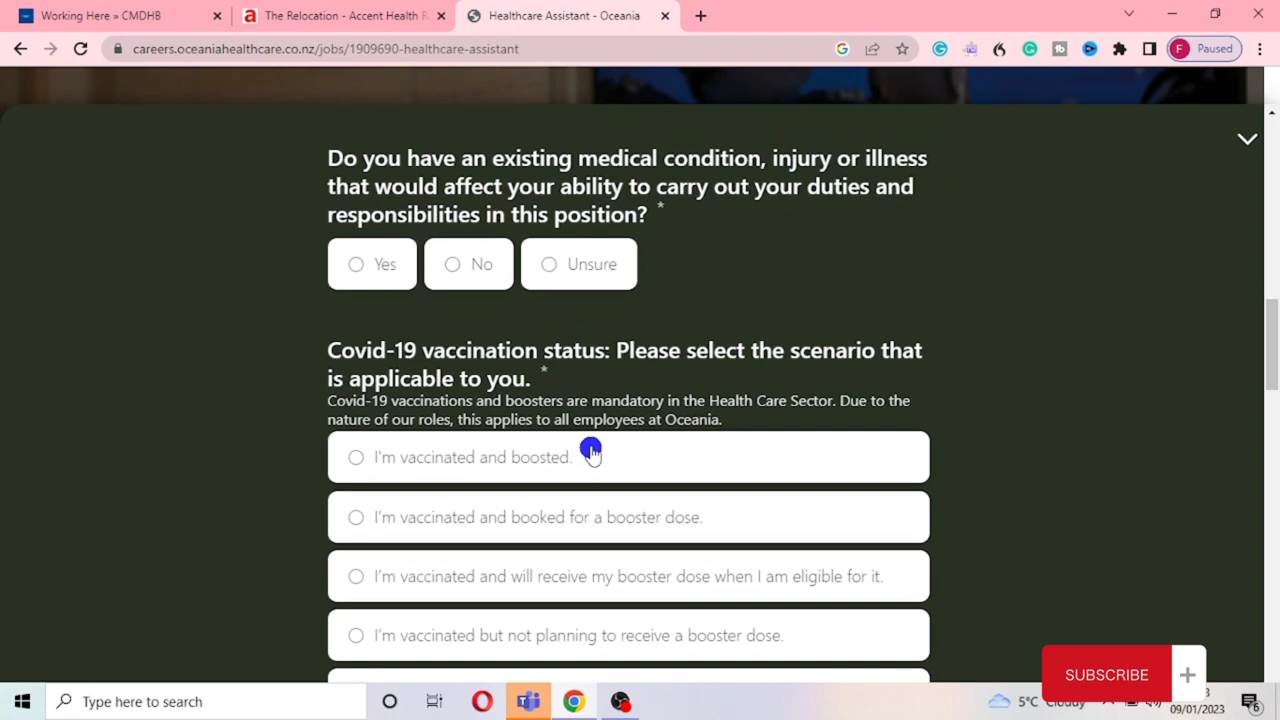 Working Here » CMDHB
The Relocation - Accent Health R
Healthcare Assistant - Oceania
careers.oceaniahealthcare.co.nz/jobs/1909690-healthcare-assistant
F Paused
Do you have an existing medical condition, injury or illness
that would affect your ability to carry out your duties and
responsibilities in this position? *
Yes
No
Unsure
Covid-19 vaccination status: Please select the scenario that
is applicable to you. *
Covid-19 vaccinations and boosters are mandatory in the Health Care Sector. Due to the
nature of our roles, this applies to all employees at Oceania.
I'm vaccinated and boosted.
I'm vaccinated and booked for a booster dose.
I'm vaccinated and will receive my booster dose when I am eligible for it.
I'm vaccinated but not planning to receive a booster dose.
SUBSCRIBE +
Type here to search
5°C Cloudy
09/01/2023
6